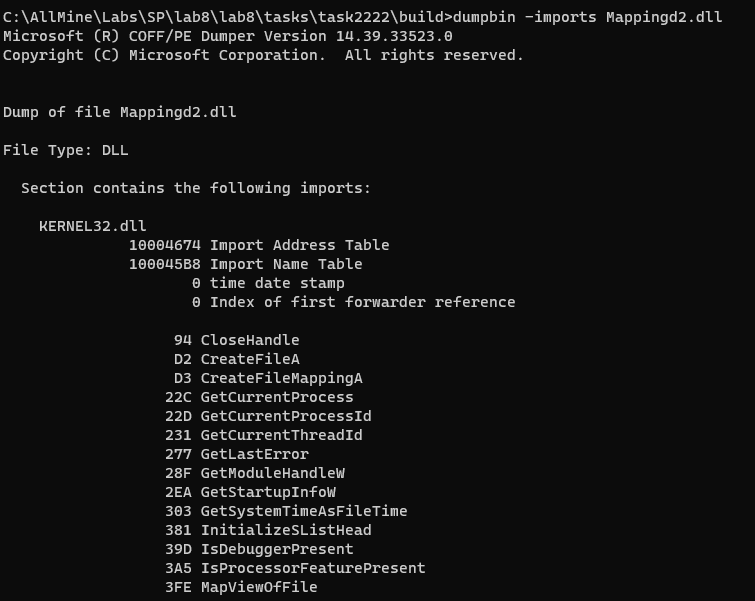 C:\AllMine\Labs\SP\lab8\lab8\tasks\task2222\build>dumpbin -imports Mappingd2.dll
Microsoft (R) COFF/PE Dumper Version 14.39.33523.0
Copyright (C) Microsoft Corporation.  All rights reserved.
Dump of file Mappingd2.dll
File Type: DLL
Section contains the following imports:
KERNEL32.dll
10004674 Import Address Table
100045B8 Import Name Table
0 time date stamp
0 Index of first forwarder reference
94 CloseHandle
D2 CreateFileA
D3 CreateFileMappingA
22C GetCurrentProcess
22D GetCurrentProcessId
231 GetCurrentThreadId
277 GetLastError
28F GetModuleHandleW
2EA GetStartupInfoW
303 GetSystemTimeAsFileTime
381 InitializeSListHead
39D IsDebuggerPresent
3A5 IsProcessorFeaturePresent
3FE MapViewOfFile